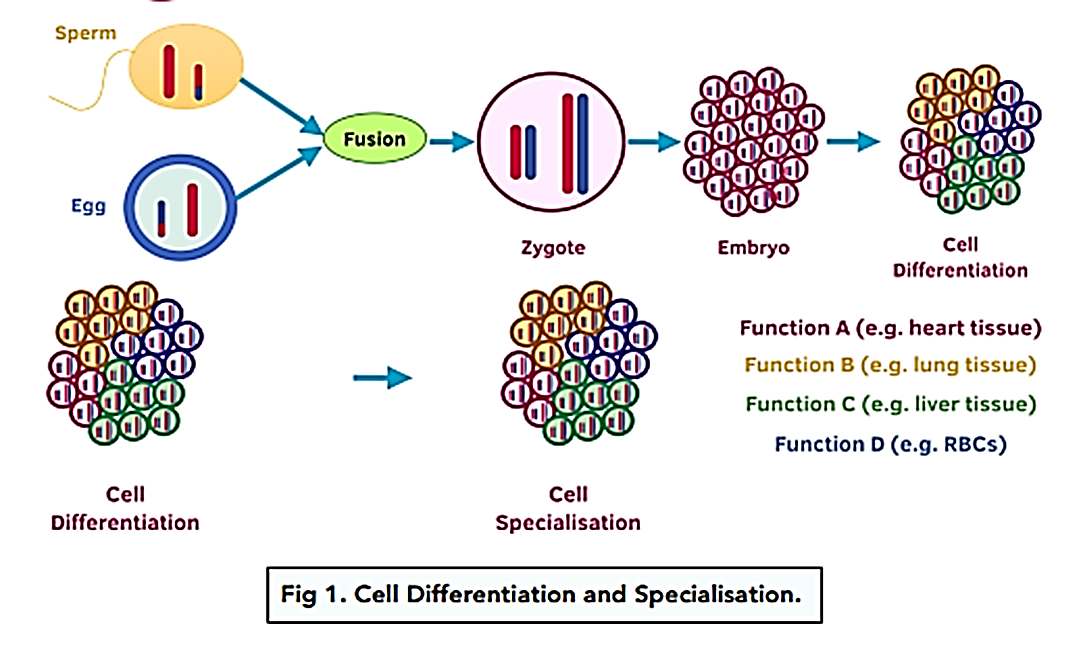 Sperm
Fusion
Egg
Zygote
Embryo
Cell
Differentiation
Function A (e.g. heart tissue)
Function B (e.g. lung tissue)
Function C (e.g. liver tissue)
Function D (e.g. RBCs)
Cell
Differentiation
Cell
Specialisation
Fig 1. Cell Differentiation and Specialisation.